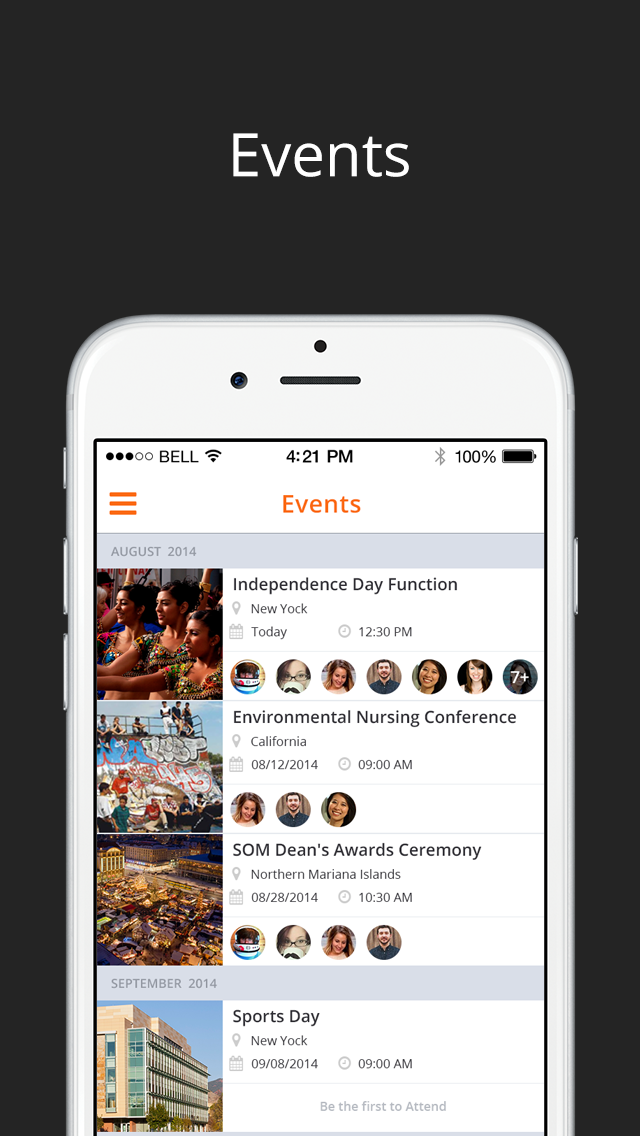 Events
BELL 4:21 PM 100%
Events
AUGUST 2014
Independence Day Function
New Yock
Today 12:30 PM
7+
Environmental Nursing Conference
California
08/12/2014 09:00 AM
SOM Dean's Awards Ceremony
Northern Mariana Islands
08/28/2014 10:30 AM
SEPTEMBER 2014
Sports Day
New Yock
09/08/2014 09:00 AM
Be the first to Attend